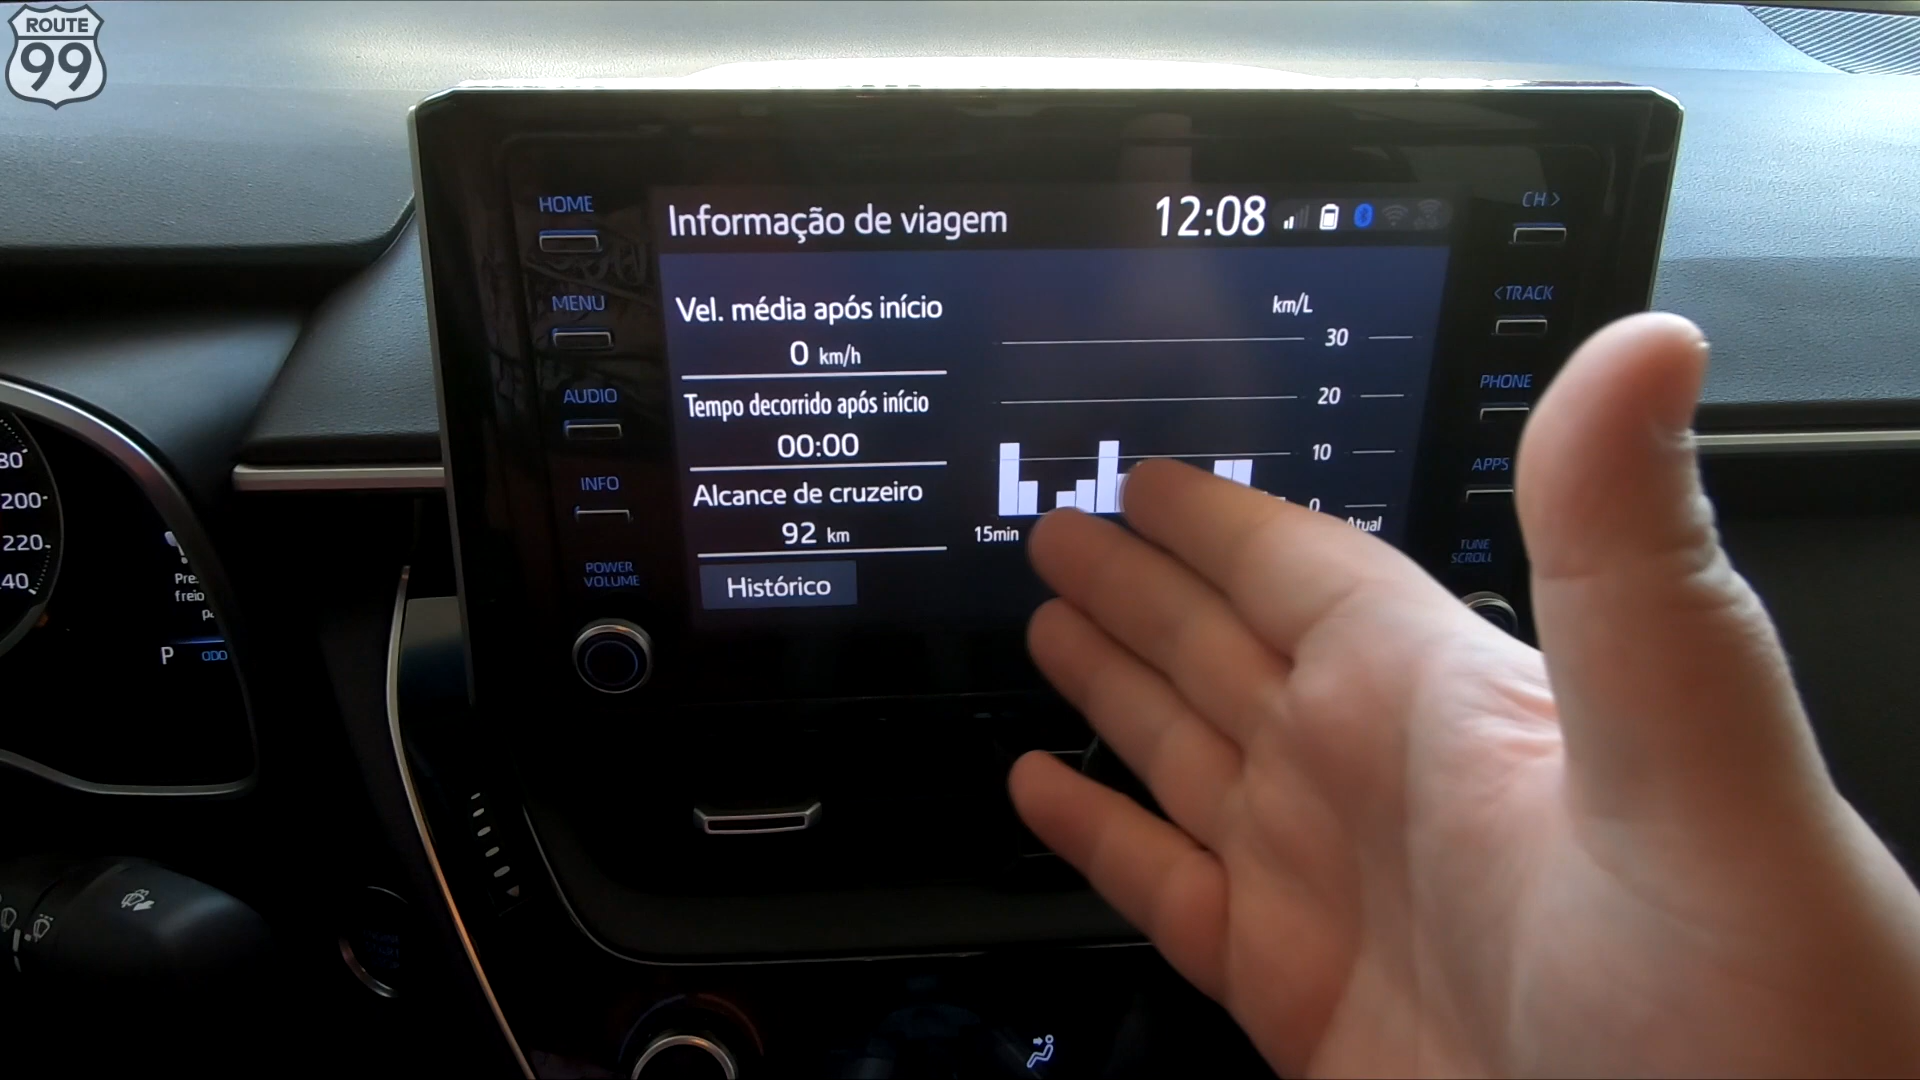 ROUTE
99
HOME
MENU
AUDIO
INFO
POWER
VOLUME
Informação de viagem
12:08
Vel. média após início
0 km/h
Tempo decorrido após início
00:00
Alcance de cruzeiro
92 km
Histórico
km/L
30
20
10
0
15min
Atual
CH >
< TRACK
PHONE
APPS
TUNE
SCROLL
80
200
220
40
freio
P
ODO